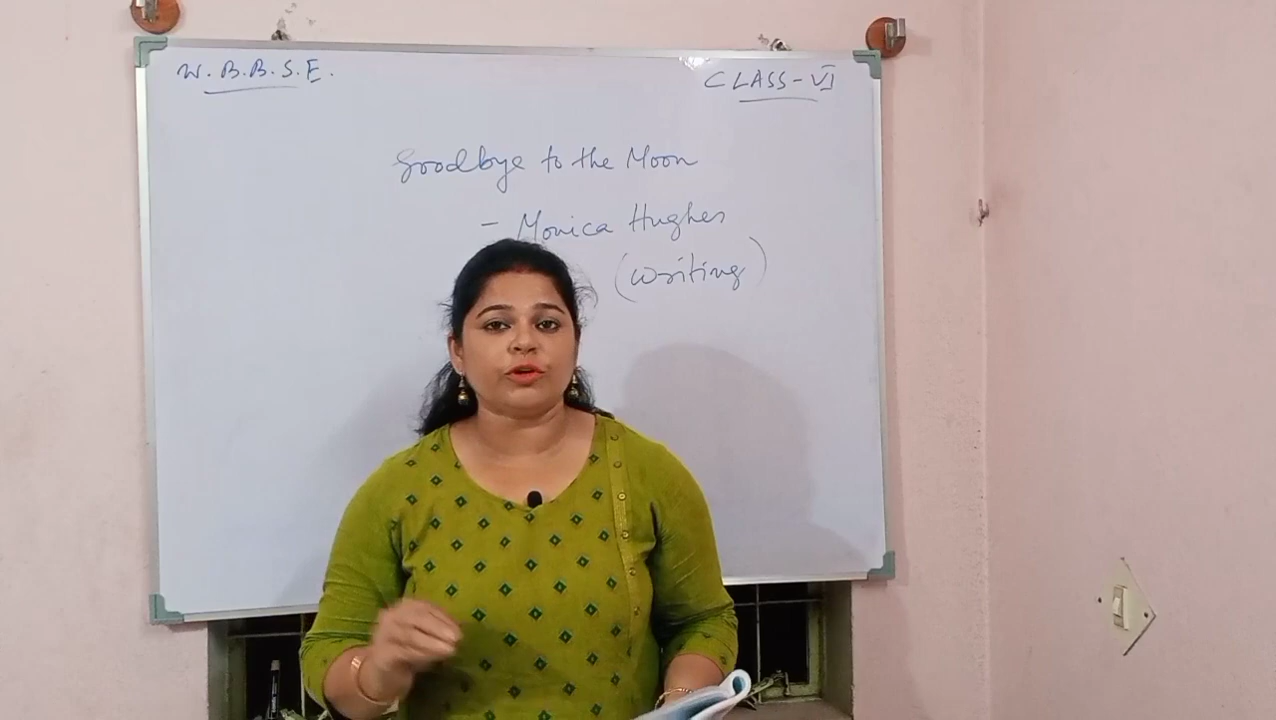 W.B.B.S.E.
CLASS-VI
Goodbye to the Moon
- Monica Hughes
(Writing)